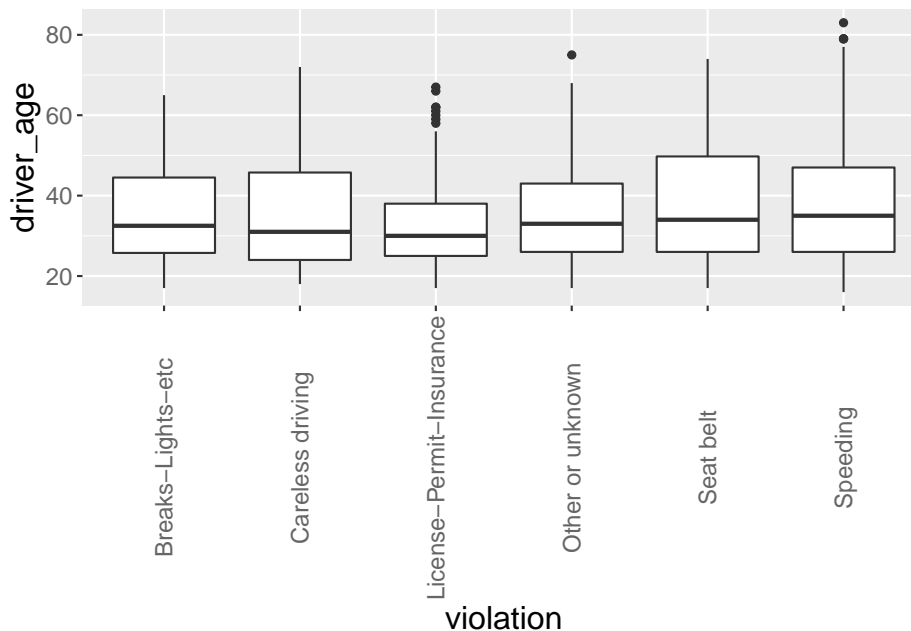 driver_age
80
60
40
20
Breaks−Lights−etc
Careless driving
License−Permit−Insurance
Other or unknown
Seat belt
Speeding
violation